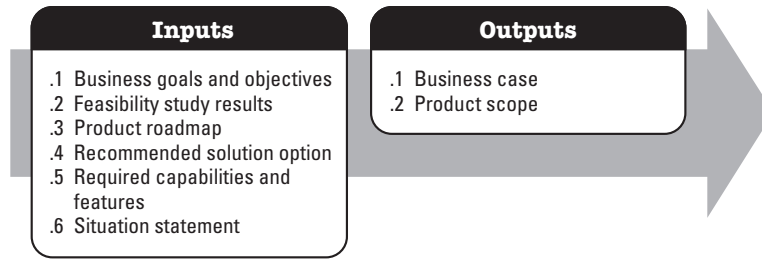 Inputs
.1 Business goals and objectives
.2 Feasibility study results
.3 Product roadmap
.4 Recommended solution option
.5 Required capabilities and
features
.6 Situation statement
Outputs
.1 Business case
.2 Product scope